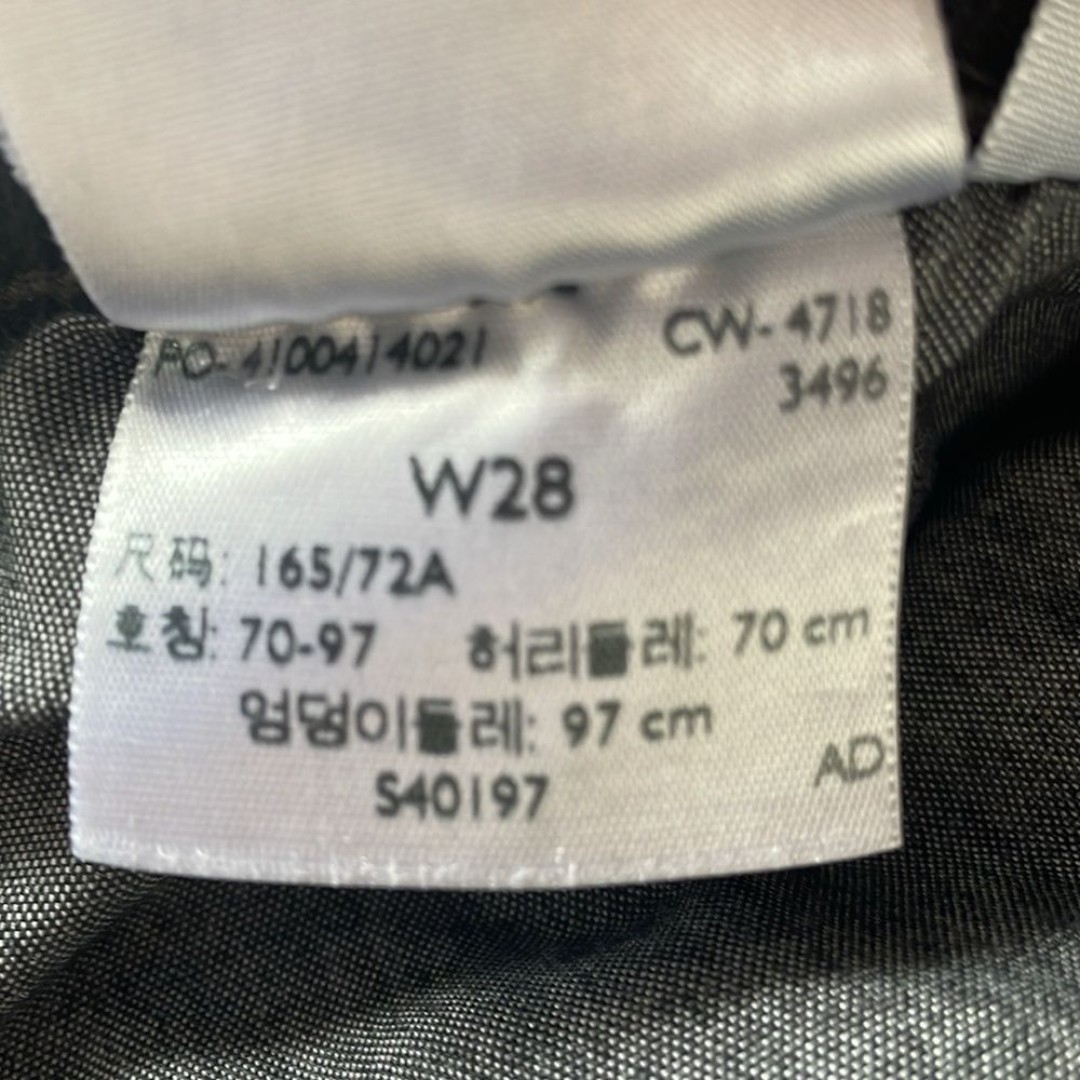 PO-4100414021 CW-4718
3496
W28
尺码: 165/72A
호칭: 70-97 허리둘레: 70 cm
엉덩이둘레: 97 cm
S40197 AD